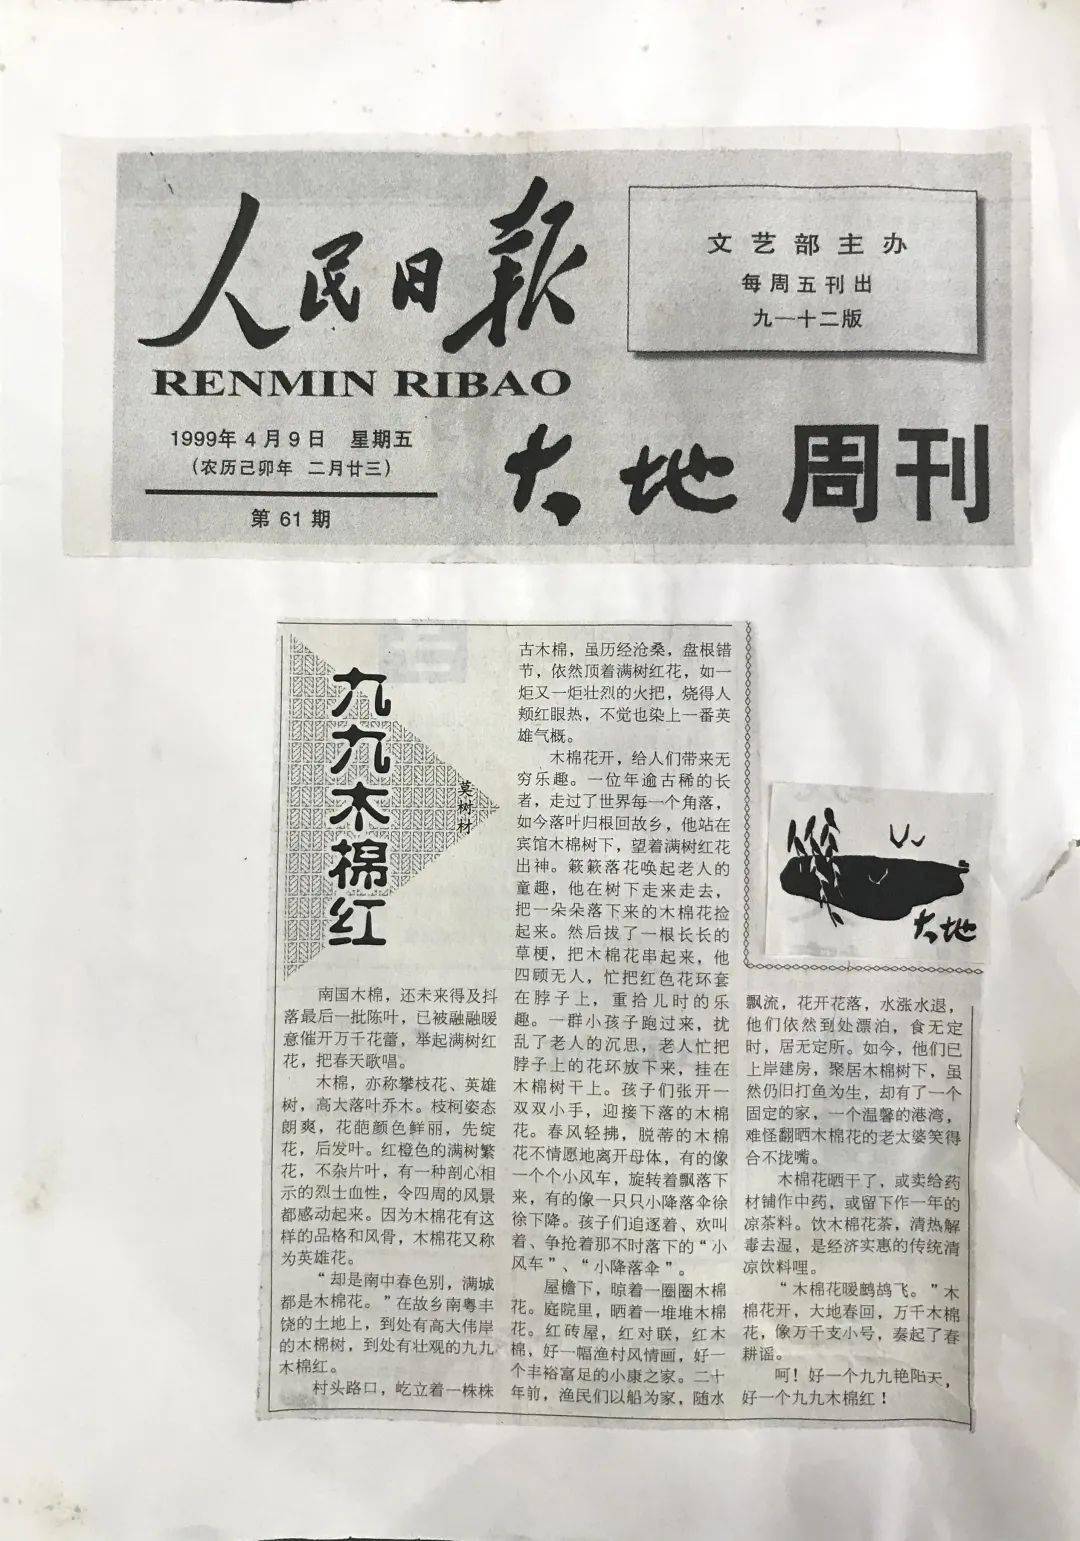 人民日报
RENMIN RIBAO
1999年4月9日 星期五
（农历己卯年 二月廿三）
第 61 期
文艺部主办
每周五刊出
九—十二版
大地 周刊
九九木棉红
莫树材
南国木棉，还未来得及抖
落最后一批陈叶，已被融融暖
意催开万千花蕾，举起满树红
花，把春天歌唱。
木棉，亦称攀枝花、英雄
树，高大落叶乔木。枝柯姿态
朗爽，花葩颜色鲜丽，先绽
花，后发叶。红橙色的满树繁
花，不杂片叶，有一种剖心相
示的烈士血性，令四周的风景
都感动起来。因为木棉花有这
样的品格和风骨，木棉花又称
为英雄花。
“却是南中春色别，满城
都是木棉花。”在故乡南粤丰
饶的土地上，到处有高大伟岸
的木棉树，到处有壮观的九九
木棉红。
村头路口，屹立着一株株
古木棉，虽历经沧桑，盘根错
节，依然顶着满树红花，如一
炬又一炬壮烈的火把，烧得人
颊红眼热，不觉也染上一番英
雄气概。
木棉花开，给人们带来无
穷乐趣。一位年逾古稀的长
者，走过了世界每一个角落，
如今落叶归根回故乡，他站在
宾馆木棉树下，望着满树红花
出神。簌簌落花唤起老人的
童趣，他在树下走来走去，
把一朵朵落下来的木棉花捡
起来。然后拔了一根长长的
草梗，把木棉花串起来，他
四顾无人，忙把红色花环套
在脖子上，重拾儿时的乐
趣。一群小孩子跑过来，扰
乱了老人的沉思，老人忙把
脖子上的花环放下来，挂在
木棉树干上。孩子们张开一
双双小手，迎接下落的木棉
花。春风轻拂，脱蒂的木棉
花不情愿地离开母体，有的像
一个个小风车，旋转着飘落下
来，有的像一只只小降落伞徐
徐下降。孩子们追逐着、欢叫
着、争抢着那不时落下的“小
风车”、“小降落伞”。
屋檐下，晾着一圈圈木棉
花。庭院里，晒着一堆堆木棉
花。红砖屋，红对联，红木
棉，好一幅渔村风情画，好一
个丰裕富足的小康之家。二十
年前，渔民们以船为家，随水
大地
飘流，花开花落，水涨水退，
他们依然到处漂泊，食无定
时，居无定所。如今，他们已
上岸建房，聚居木棉树下，虽
然仍旧打鱼为生，却有了一个
固定的家，一个温馨的港湾，
难怪翻晒木棉花的老太婆笑得
合不拢嘴。
木棉花晒干了，或卖给药
材铺作中药，或留下作一年的
凉茶料。饮木棉花茶，清热解
毒去湿，是经济实惠的传统清
凉饮料哩。
“木棉花暖鹧鸪飞。”木
棉花开，大地春回，万千木棉
花，像万千支小号，奏起了春
耕谣。
呵！好一个九九艳阳天，
好一个九九木棉红！